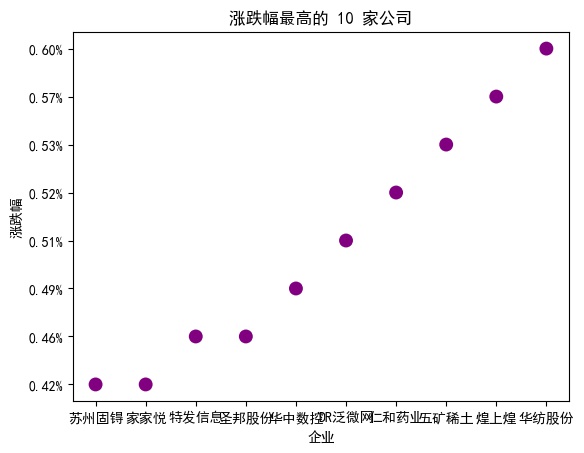 涨跌幅最高的 10 家公司
0.60%
0.57%
0.53%
0.52%
0.51%
0.49%
0.46%
0.42%
涨跌幅
苏州固锝 家家悦 特发信息 圣邦股份 华中数控 DR泛微网 仁和药业 五矿稀土 煌上煌 华纺股份
企业